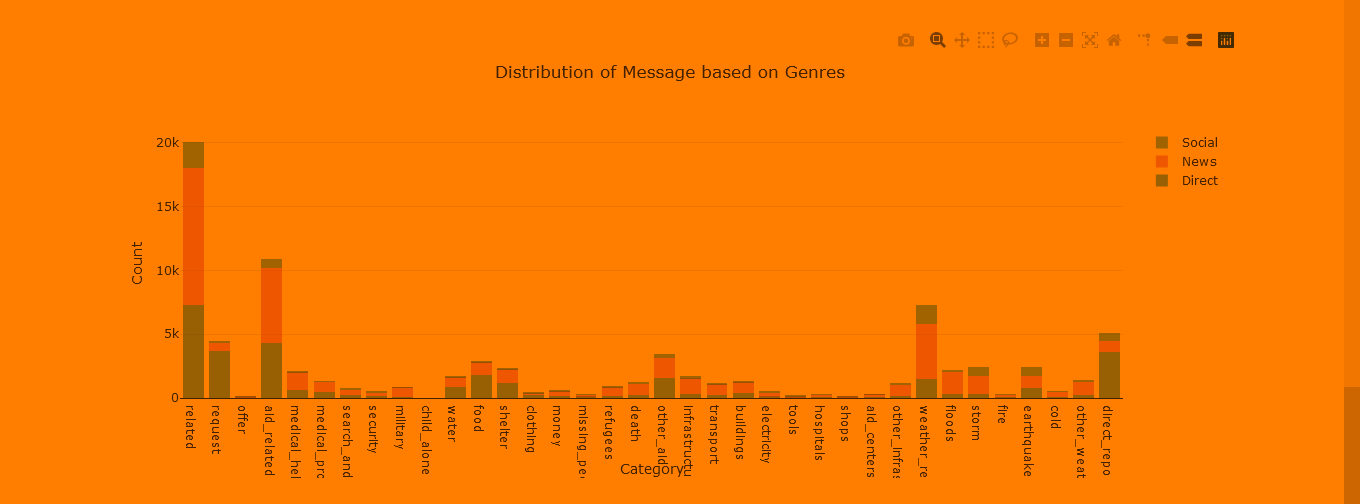 Distribution of Message based on Genres
20k
15k
10k
5k
0
Count
Social
News
Direct
related
request
offer
aid_related
medical_hel
medical_pro
search_and
security
military
child_alone
water
food
shelter
clothing
money
missing_peo
refugees
death
other_aid
infrastructu
transport
buildings
electricity
tools
hospitals
shops
aid_centers
other_infras
weather_re
floods
storm
fire
earthquake
cold
other_weat
direct_repo
Category